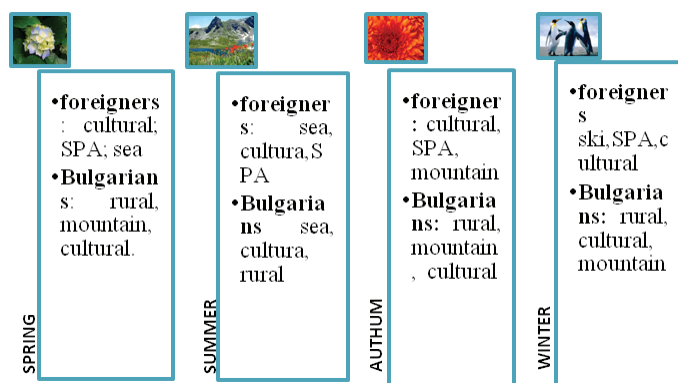 •foreigners
: cultural;
SPA; sea
•Bulgarian
s: rural,
mountain,
cultural.
SPRING
•foreigner
s: sea,
cultura,S
PA
•Bulgaria
ns sea,
cultura,
rural
SUMMER
•foreigner
: cultural,
SPA,
mountain
•Bulgaria
ns: rural,
mountain
, cultural
AUTHUM
•foreigner
s
ski,SPA,c
ultural
•Bulgaria
ns: rural,
cultural,
mountain
WINTER